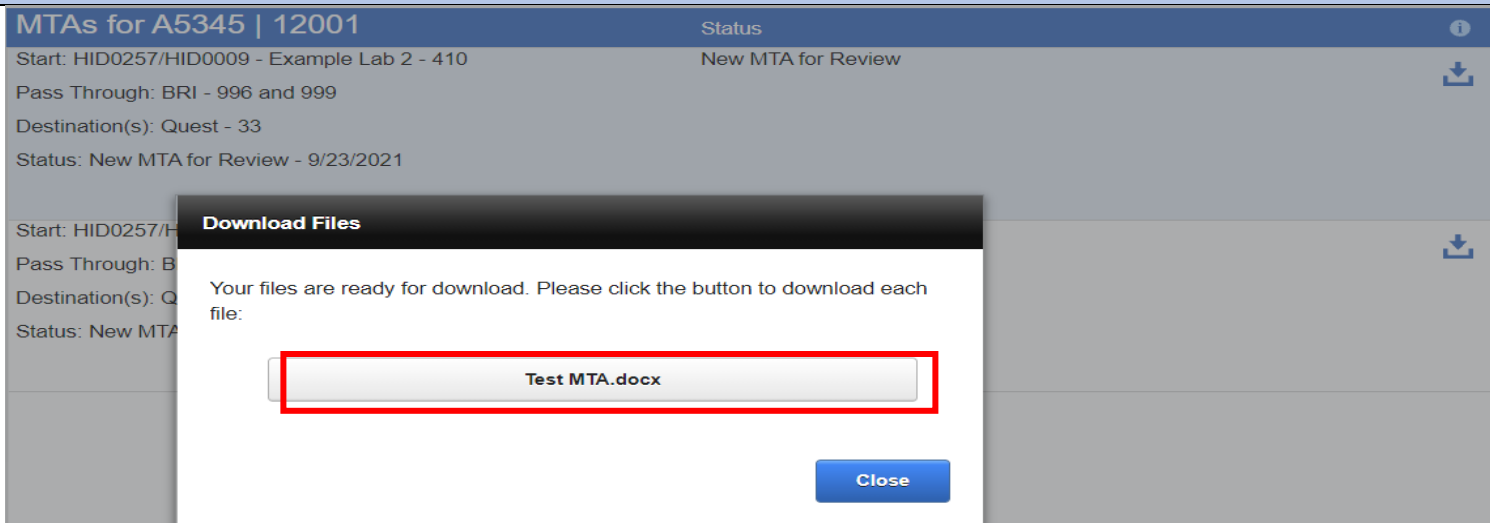 MTAs for A5345 | 12001 Status
Start: HID0257/HID0009 - Example Lab 2 - 410 New MTA for Review
Pass Through: BRI - 996 and 999
Destination(s): Quest - 33
Status: New MTA for Review - 9/23/2021
Download Files
Start: HID0257/H
Pass Through: B
Your files are ready for download. Please click the button to download each
Destination(s): Q
file:
Status: New MTA
Test MTA.docx
Close